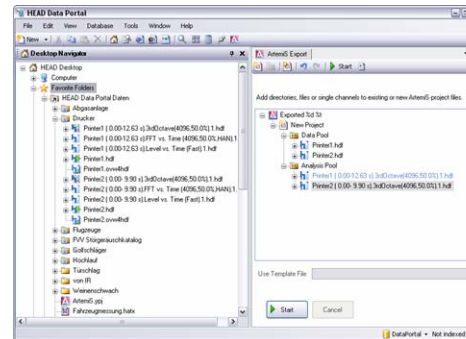 HEAD Data Portal
File Edit View Database Tools Window Help
New
Desktop Navigator
HEAD Desktop
Computer
Favorite Folders
HEAD Data Portal Daten
Abgasanlage
Drucker
Printer1 ( 0.00-12.63 s).3rdOctave(4096,50.0%).1.hdf
Printer1 ( 0.00-12.63 s).FFT vs. Time (4096,50.0%,HAN).1.
Printer1 ( 0.00-12.63 s).Level vs. Time (Fast).1.hdf
Printer1.hdf
Printer1.ovw4hdf
Printer2 ( 0.00- 9.90 s).3rdOctave(4096,50.0%).1.hdf
Printer2 ( 0.00- 9.90 s).FFT vs. Time (4096,50.0%,HAN).1.
Printer2 ( 0.00- 9.90 s).Level vs. Time (Fast).1.hdf
Printer2.hdf
Printer2.ovw4hdf
Flugzeuge
FVV Störgeräuschkatalog
Golfschläger
Hochlauf
Türschlag
von IR
Weinenschwach
ArtemiS.ypj
Fahrzeugmessung.hatx
ArtemiS Export
Start
Add directories, files or single channels to existing or new ArtemiS-project files.
Exported %d %t
New Project
Data Pool
Printer1.hdf
Printer2.hdf
Analysis Pool
Printer1 ( 0.00-12.63 s).3rdOctave(4096,50.0%).1.hdf
Printer2 ( 0.00- 9.90 s).3rdOctave(4096,50.0%).1.hdf
Use Template File
Start Cancel
DataPortal - Not indexed